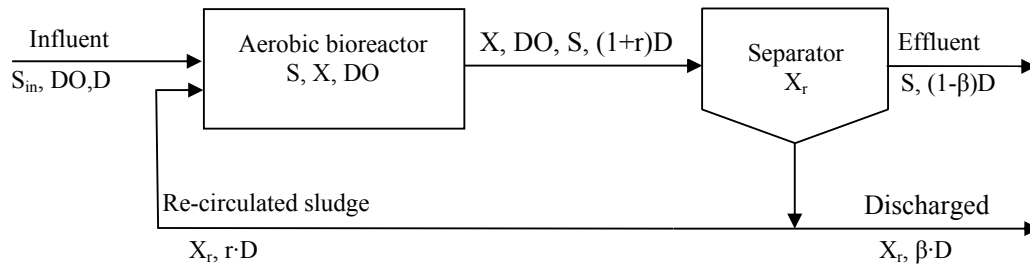 Influent
S_in, DO,D
Aerobic bioreactor
S, X, DO
X, DO, S, (1+r)D
Separator
X_r
Effluent
S, (1-β)D
Re-circulated sludge
X_r, r·D
Discharged
X_r, β·D